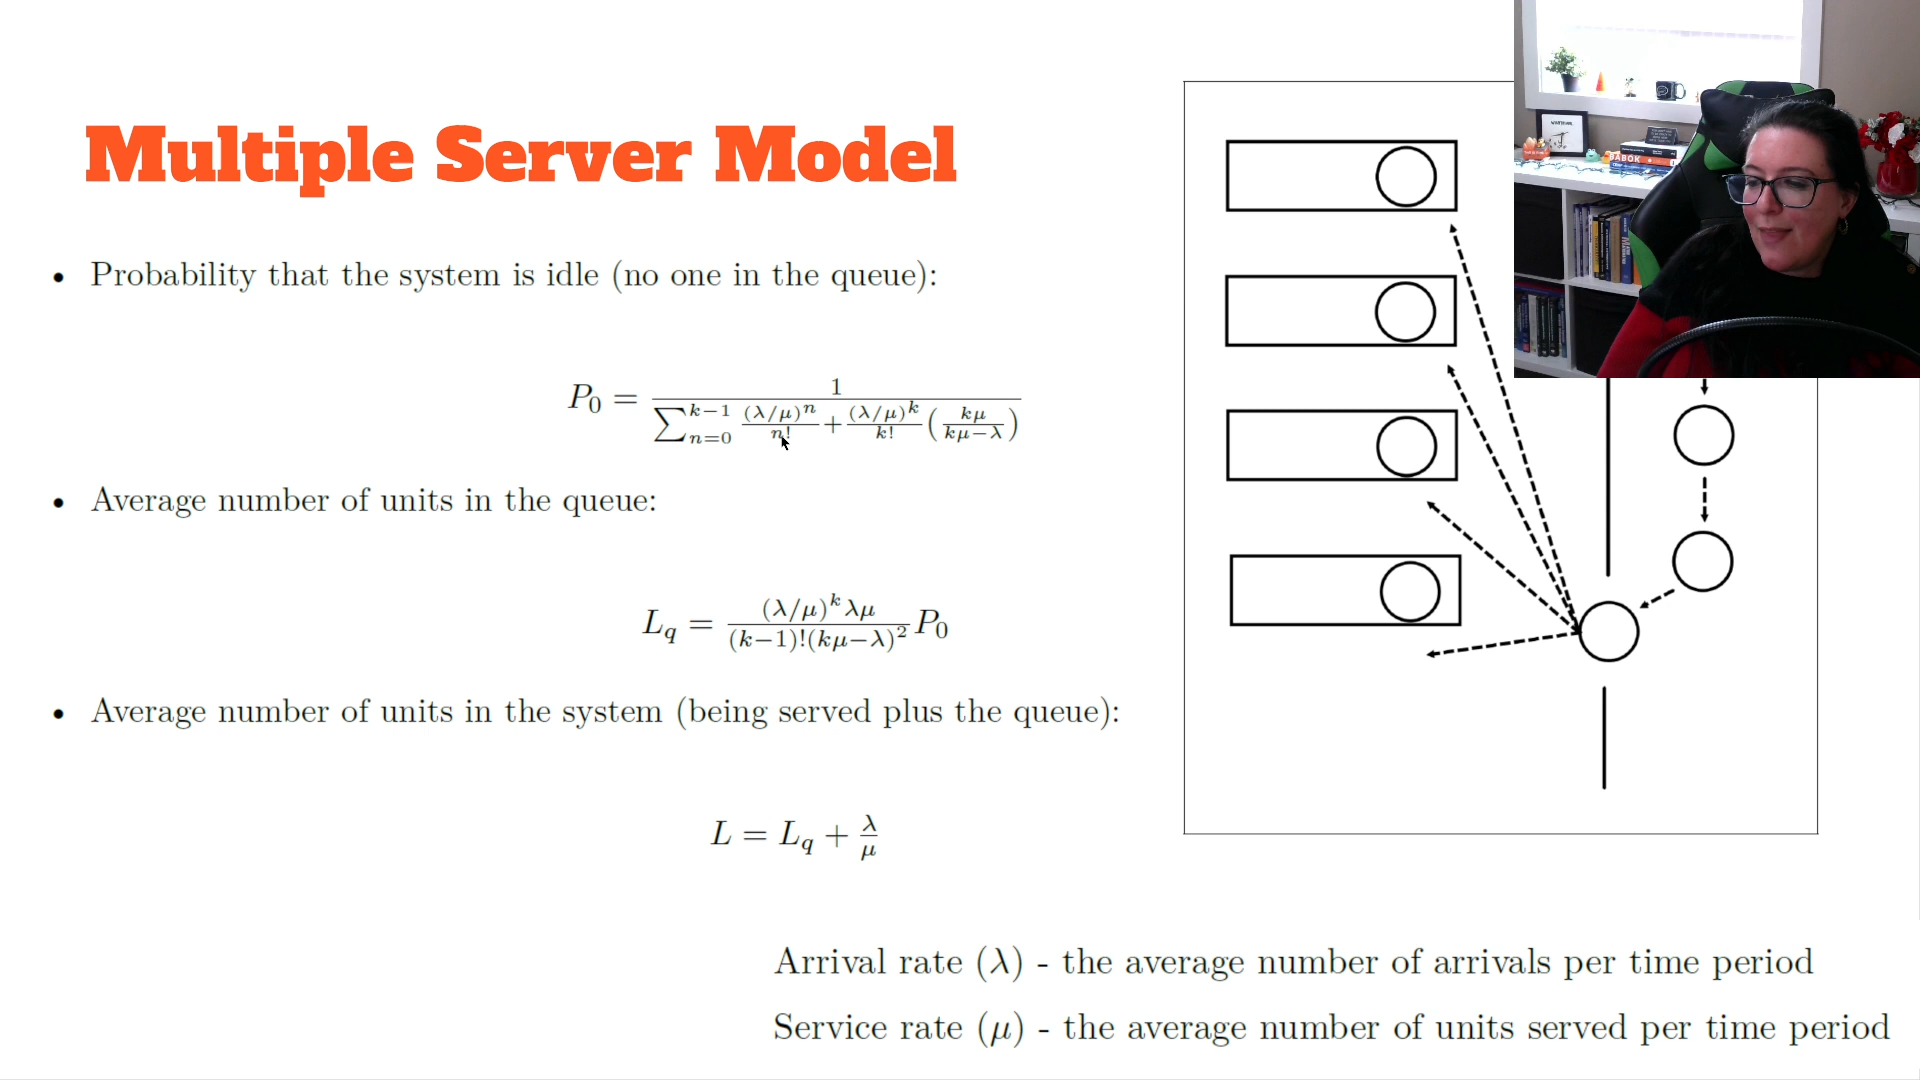 Multiple Server Model
• Probability that the system is idle (no one in the queue):
P₀ = 1 / (∑_{n=0}^{k−1} (λ/μ)ⁿ/n! + (λ/μ)ᵏ/k! (kμ/(kμ−λ)))
• Average number of units in the queue:
L_q = (λ/μ)ᵏλμ / ((k−1)!(kμ−λ)²) P₀
• Average number of units in the system (being served plus the queue):
L = L_q + λ/μ
Arrival rate (λ) - the average number of arrivals per time period
Service rate (μ) - the average number of units served per time period
BABOK